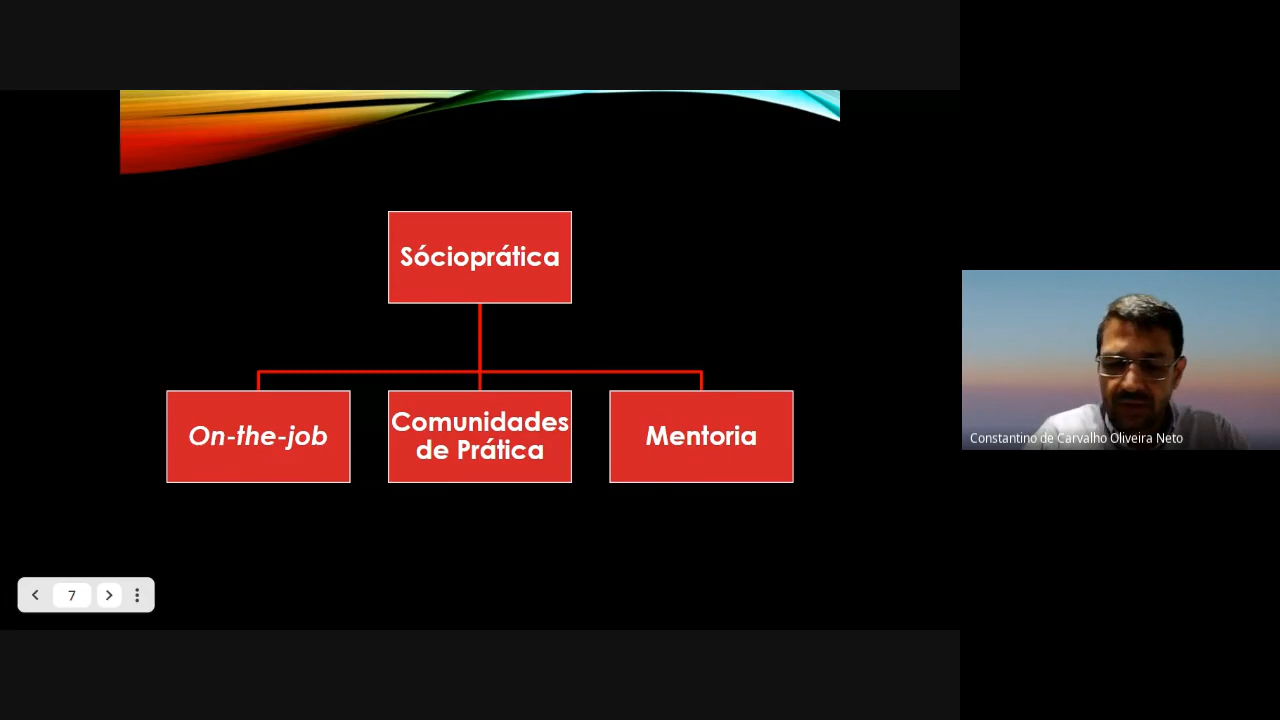 Sócioprática
On-the-job
Comunidades
de Prática
Mentoria
Constantino de Carvalho Oliveira Neto
7